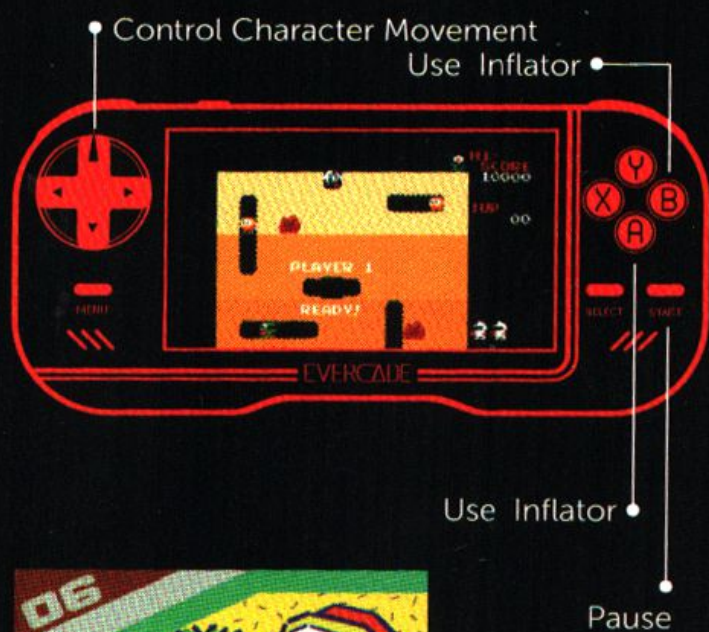 Control Character Movement
Use Inflator
HI-
SCORE
10000
1UP
00
PLAYER 1
READY!
Y
X B
A
MENU
SELECT START
EVERCADE
Use Inflator
Pause
06